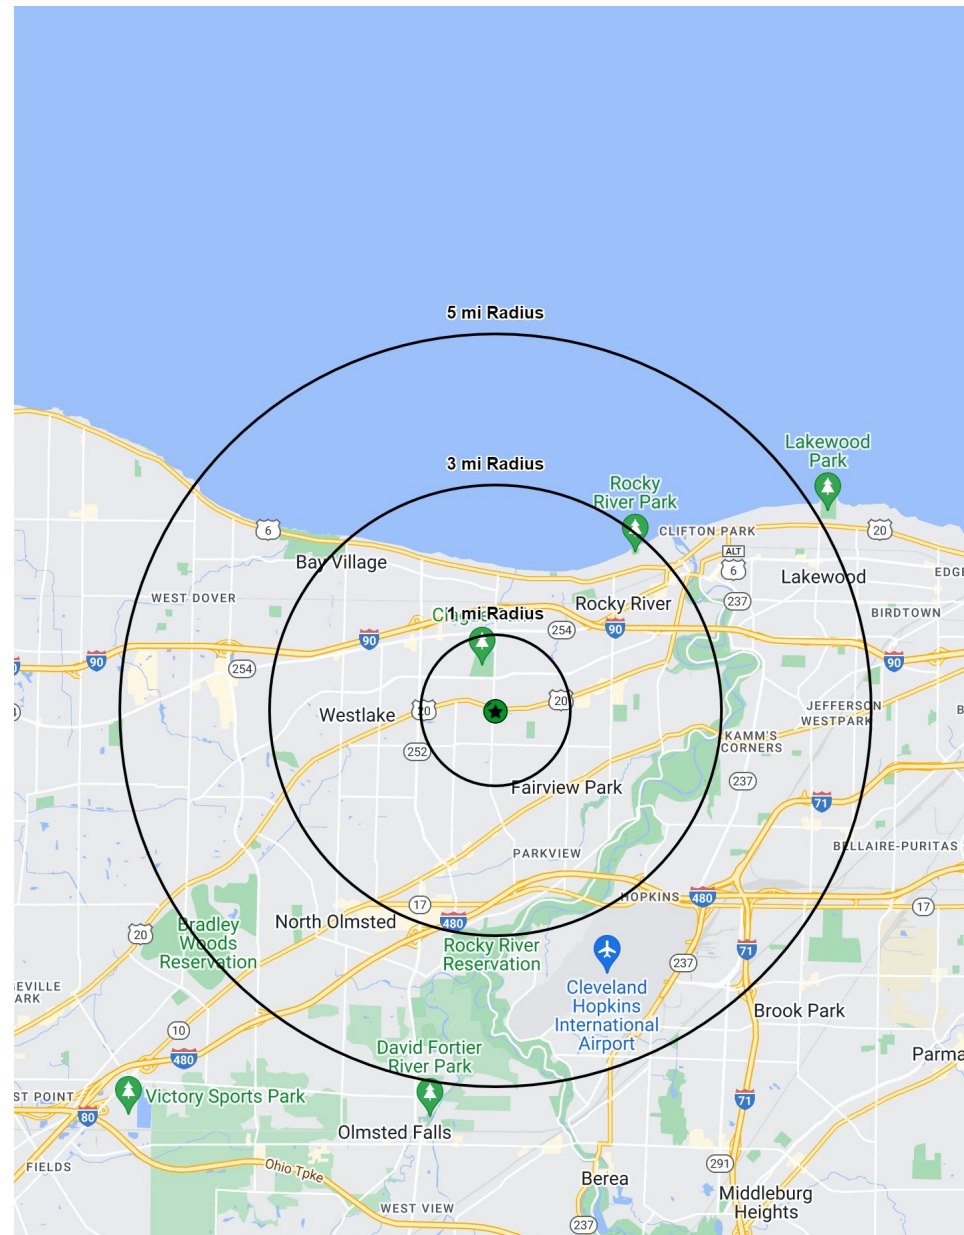 5 mi Radius
Lakewood
Park
3 mi Radius
Rocky
River Park
6
CLIFTON PARK
20
ALT
6
Bay Village
Lakewood
EDG
WEST DOVER
Rocky River
237
BIRDTOWN
1 mi Radius
254
90
90
90
90
254
20
20
JEFFERSON
WESTPARK
Westlake
252
KAMM'S
CORNERS
237
Fairview Park
71
PARKVIEW
BELLAIRE-PURITAS
HOPKINS
480
17
17
North Olmsted
480
Bradley
Woods
Reservation
20
Rocky River
Reservation
237
71
Cleveland
Hopkins
International
Airport
GEVILLE
ARK
Brook Park
10
480
David Fortier
River Park
Parma
ST POINT
Victory Sports Park
80
71
Olmsted Falls
FIELDS
Ohio Tpke
291
Berea
Middleburg
Heights
WEST VIEW
237